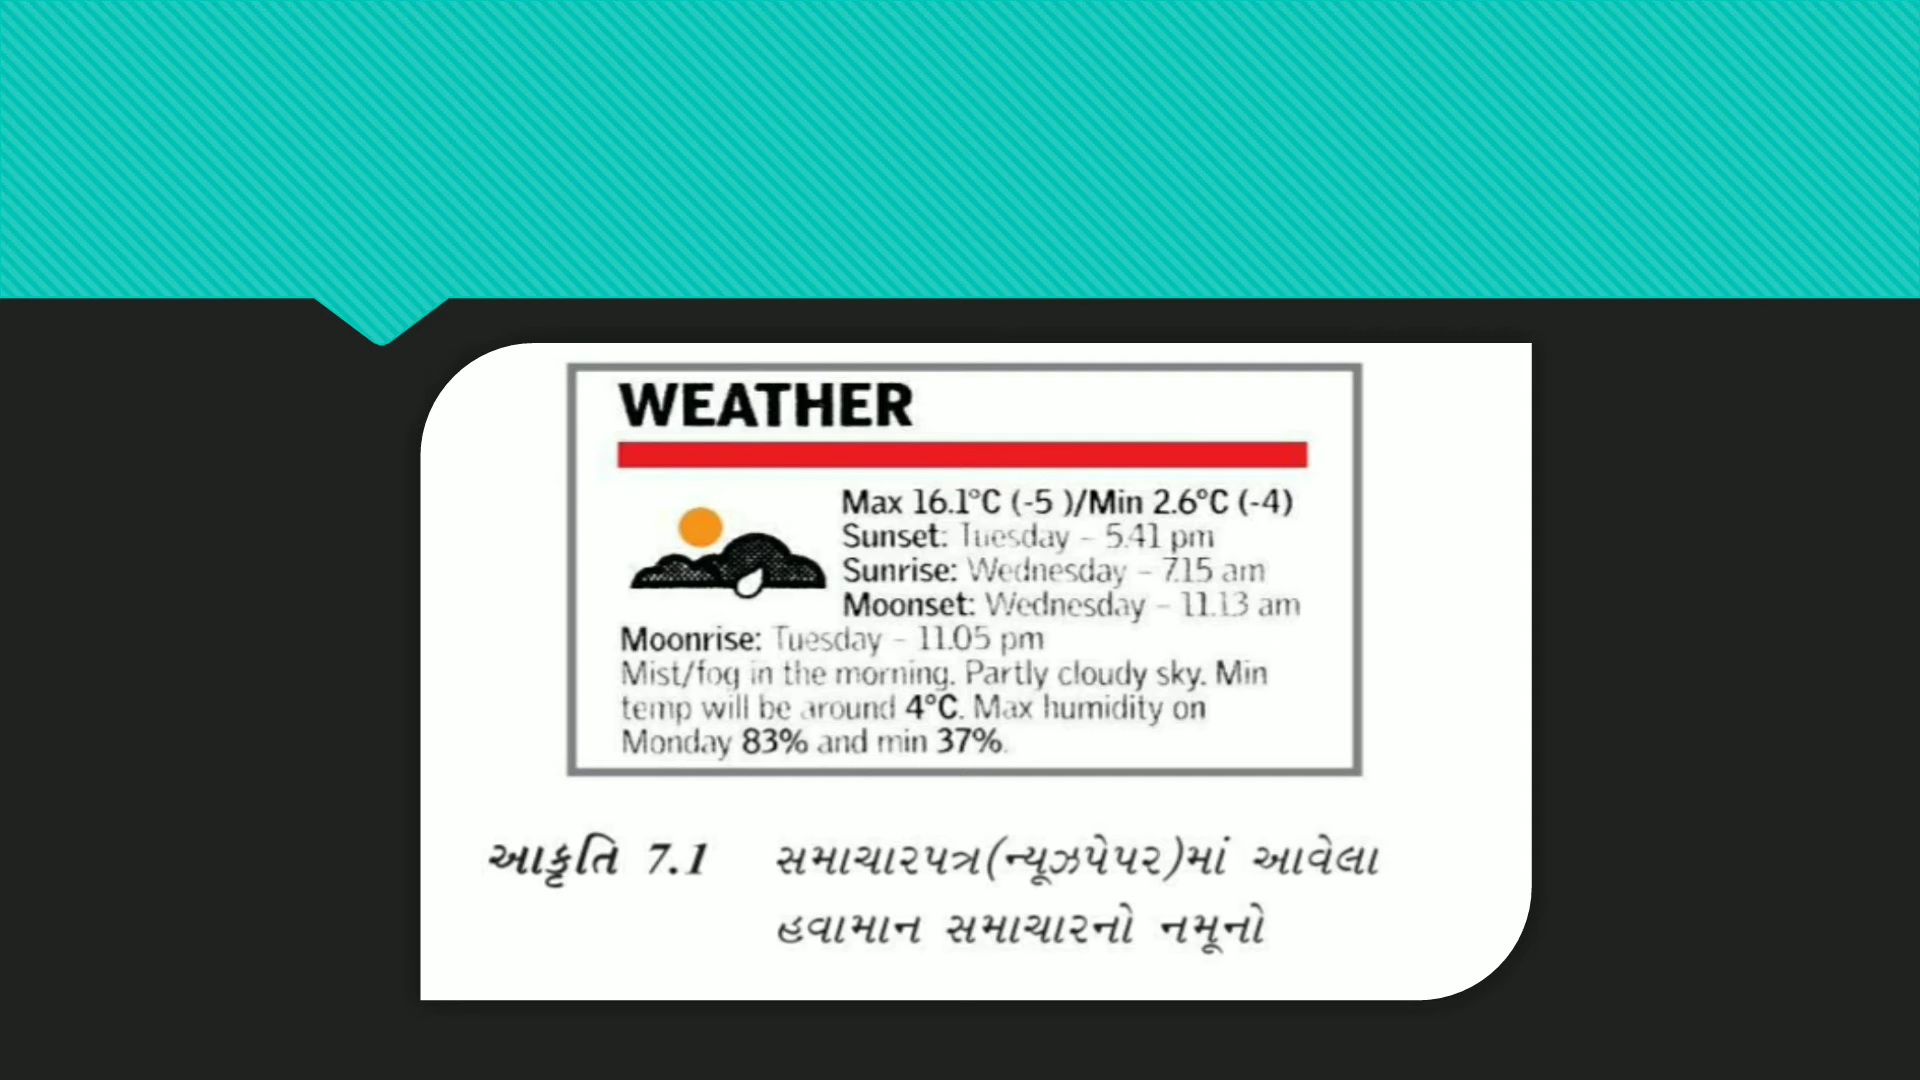 WEATHER
Max 16.1°C (-5 )/Min 2.6°C (-4)
Sunset: Tuesday – 5.41 pm
Sunrise: Wednesday – 7.15 am
Moonset: Wednesday – 11.13 am
Moonrise: Tuesday – 11.05 pm
Mist/fog in the morning. Partly cloudy sky. Min
temp will be around 4°C. Max humidity on
Monday 83% and min 37%.
આકૃતિ 7.1 સમાચારપત્ર(ન્યૂઝપેપર)માં આવેલા
હવામાન સમાચારનો નમૂનો